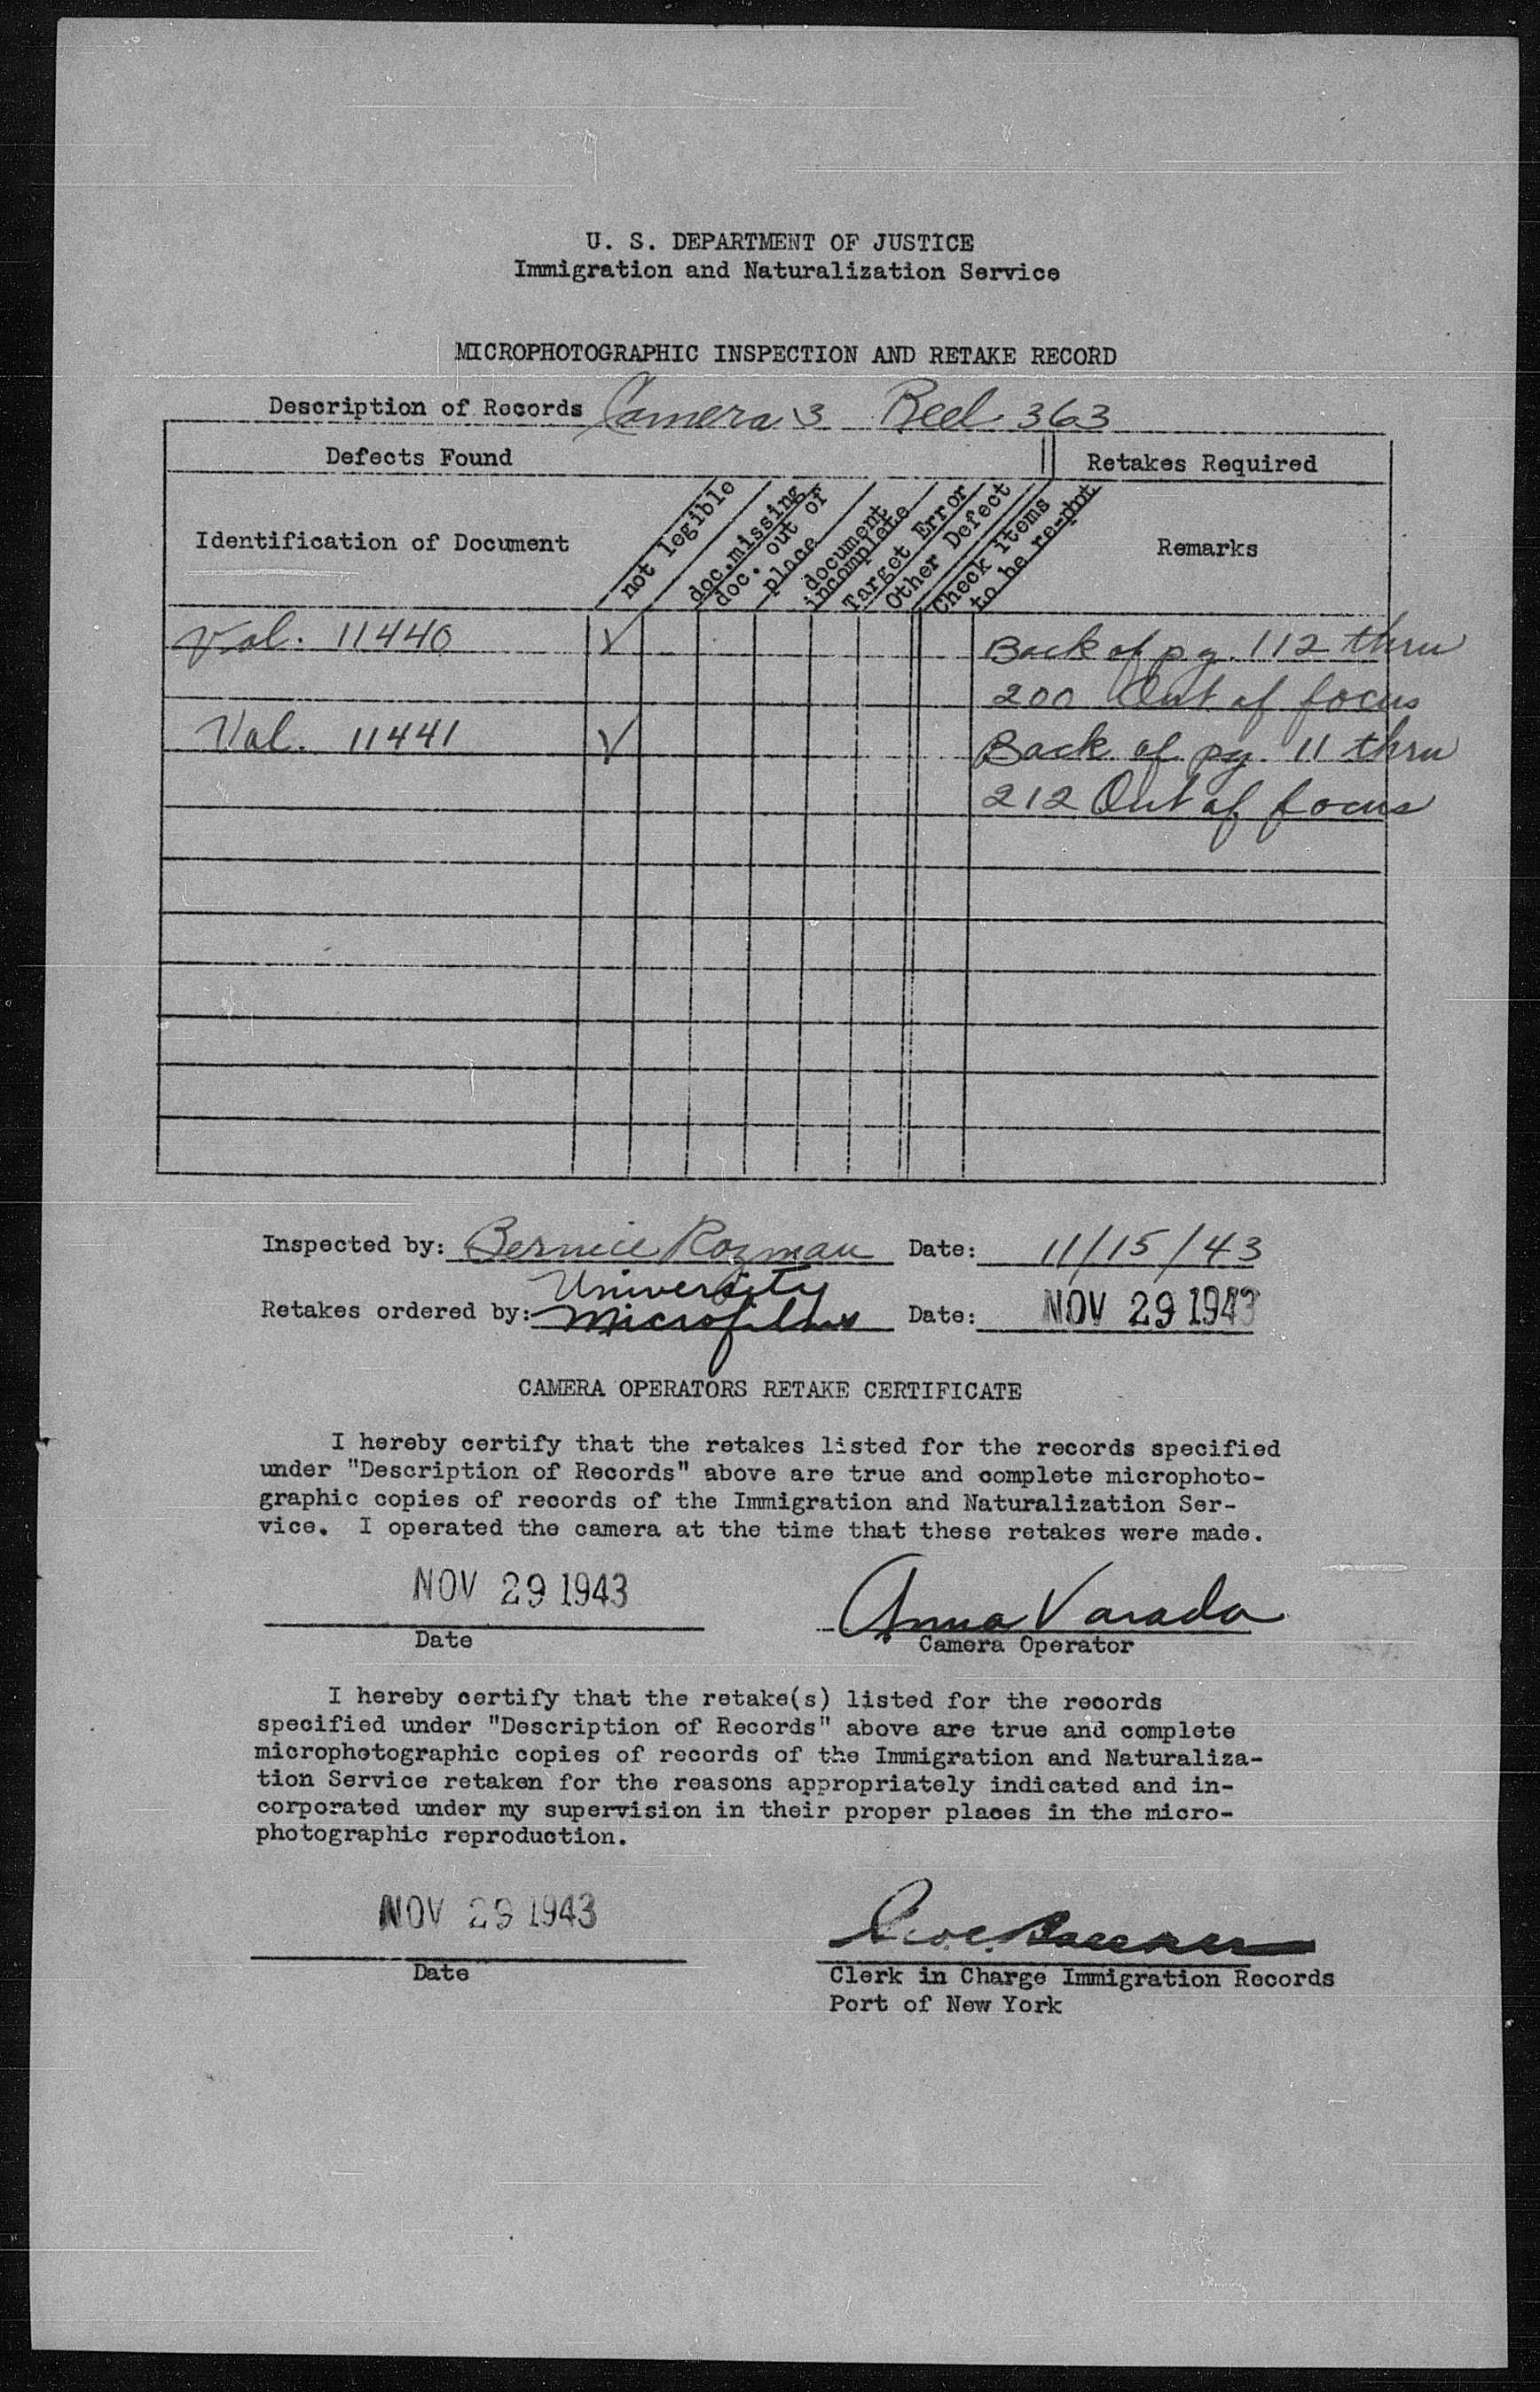 U. S. DEPARTMENT OF JUSTICE
Immigration and Naturalization Service
MICROPHOTOGRAPHIC INSPECTION AND RETAKE RECORD
Description of Records Camera 3 Reel 363
Defects Found
Retakes Required
Identification of Document
not legible
doc.missing
doc. out of
place
document
incomplete
Target Error
Other Defect
Check items
to be re-phot
Remarks
Vol. 11440 V Back of pg. 112 thru
200 Out of focus
Vol. 11441 V Back of pg. 11 thru
212 Out of focus
Inspected by: Bernice Rozman Date: 11/15/43
University
Retakes ordered by: Microfilms Date: NOV 29 1943
CAMERA OPERATORS RETAKE CERTIFICATE
I hereby certify that the retakes listed for the records specified
under "Description of Records" above are true and complete microphoto-
graphic copies of records of the Immigration and Naturalization Ser-
vice. I operated the camera at the time that these retakes were made.
NOV 29 1943 Anna Varada
Date Camera Operator
I hereby certify that the retake(s) listed for the records
specified under "Description of Records" above are true and complete
microphotographic copies of records of the Immigration and Naturaliza-
tion Service retaken for the reasons appropriately indicated and in-
corporated under my supervision in their proper places in the micro-
photographic reproduction.
NOV 29 1943
Date Clerk in Charge Immigration Records
Port of New York